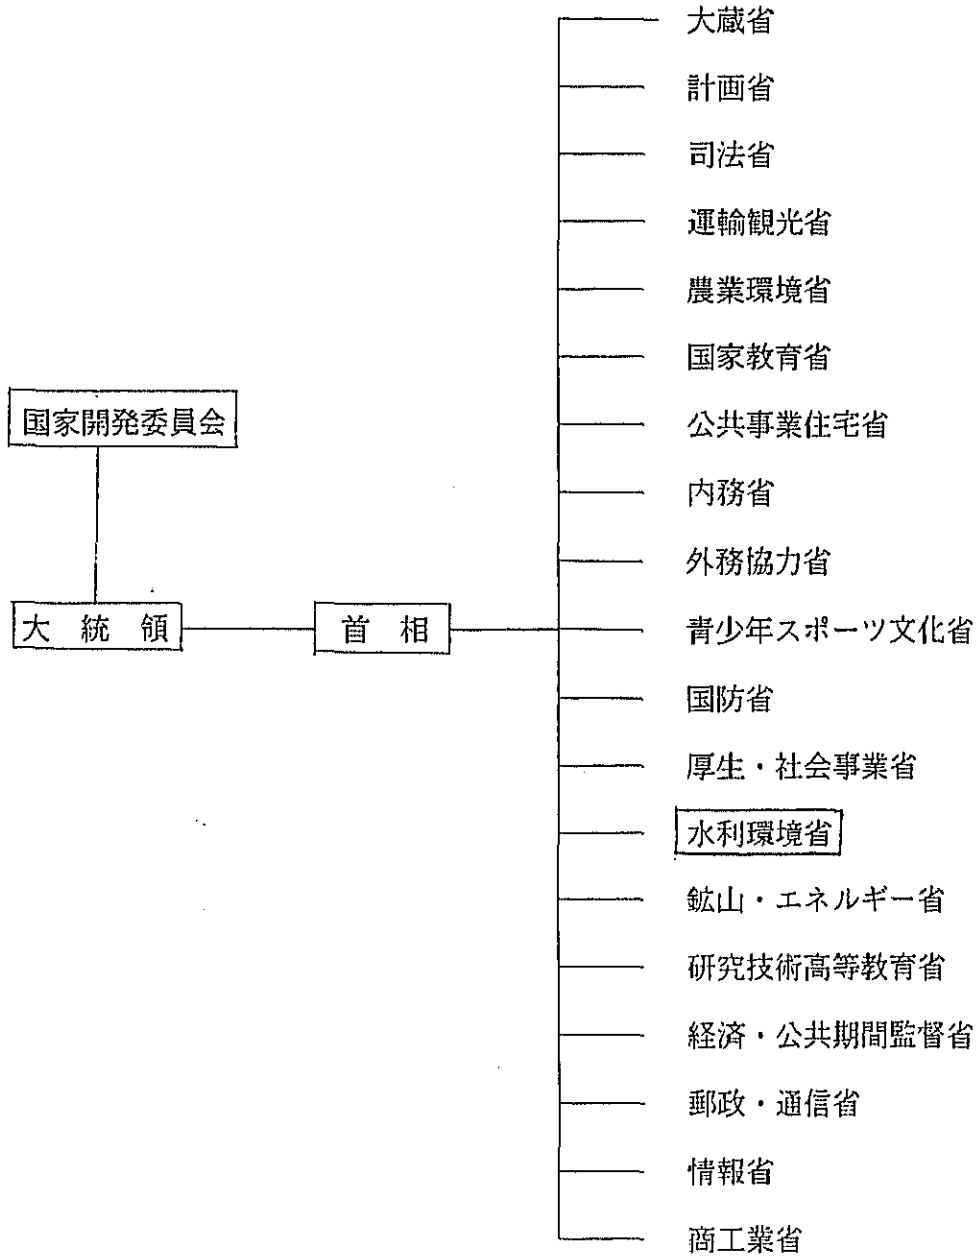 大蔵省
計画省
司法省
運輸観光省
農業環境省
国家教育省
国家開発委員会
公共事業住宅省
内務省
外務協力省
大統領
首相
青少年スポーツ文化省
国防省
厚生・社会事業省
水利環境省
鉱山・エネルギー省
研究技術高等教育省
経済・公共期間監督省
郵政・通信省
情報省
商工業省